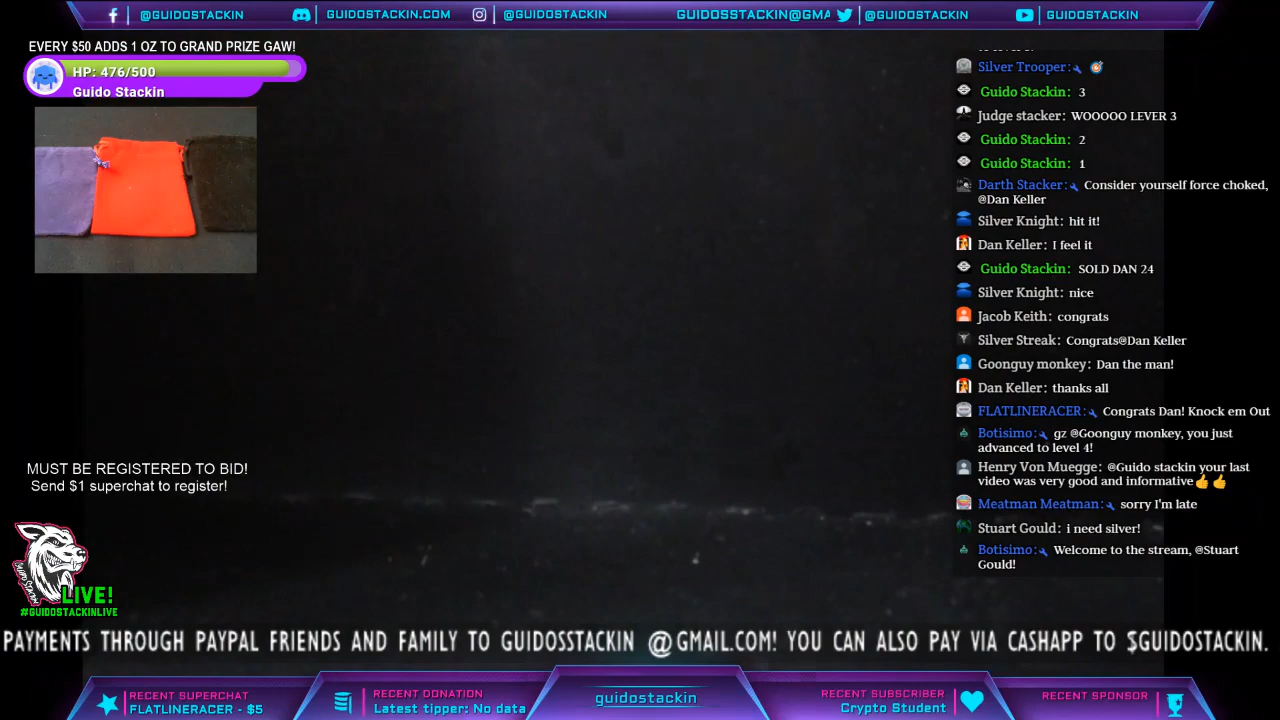 @GUIDOSTACKIN
GUIDOSTACKIN.COM
@GUIDOSTACKIN
GUIDOSSTACKIN@GMA
@GUIDOSTACKIN
GUIDOSTACKIN
EVERY $50 ADDS 1 OZ TO GRAND PRIZE GAW!
HP: 476/500
Guido Stackin
Silver Trooper:
Guido Stackin: 3
Judge stacker: WOOOOO LEVER 3
Guido Stackin: 2
Guido Stackin: 1
Darth Stacker: Consider yourself force choked,
@Dan Keller
Silver Knight: hit it!
Dan Keller: I feel it
Guido Stackin: SOLD DAN 24
Silver Knight: nice
Jacob Keith: congrats
Silver Streak: Congrats@Dan Keller
Goonguy monkey: Dan the man!
Dan Keller: thanks all
FLATLINERACER: Congrats Dan! Knock em Out
Botisimo: gz @Goonguy monkey, you just
advanced to level 4!
Henry Von Muegge: @Guido stackin your last
video was very good and informative👍👍
Meatman Meatman: sorry I'm late
Stuart Gould: i need silver!
Botisimo: Welcome to the stream, @Stuart
Gould!
MUST BE REGISTERED TO BID!
Send $1 superchat to register!
GUIDO STACKIN
LIVE!
#GUIDOSTACKINLIVE
PAYMENTS THROUGH PAYPAL FRIENDS AND FAMILY TO GUIDOSSTACKIN @GMAIL.COM! YOU CAN ALSO PAY VIA CASHAPP TO $GUIDOSTACKIN.
RECENT SUPERCHAT
FLATLINERACER - $5
RECENT DONATION
Latest tipper: No data
guidostackin
RECENT SUBSCRIBER
Crypto Student
RECENT SPONSOR